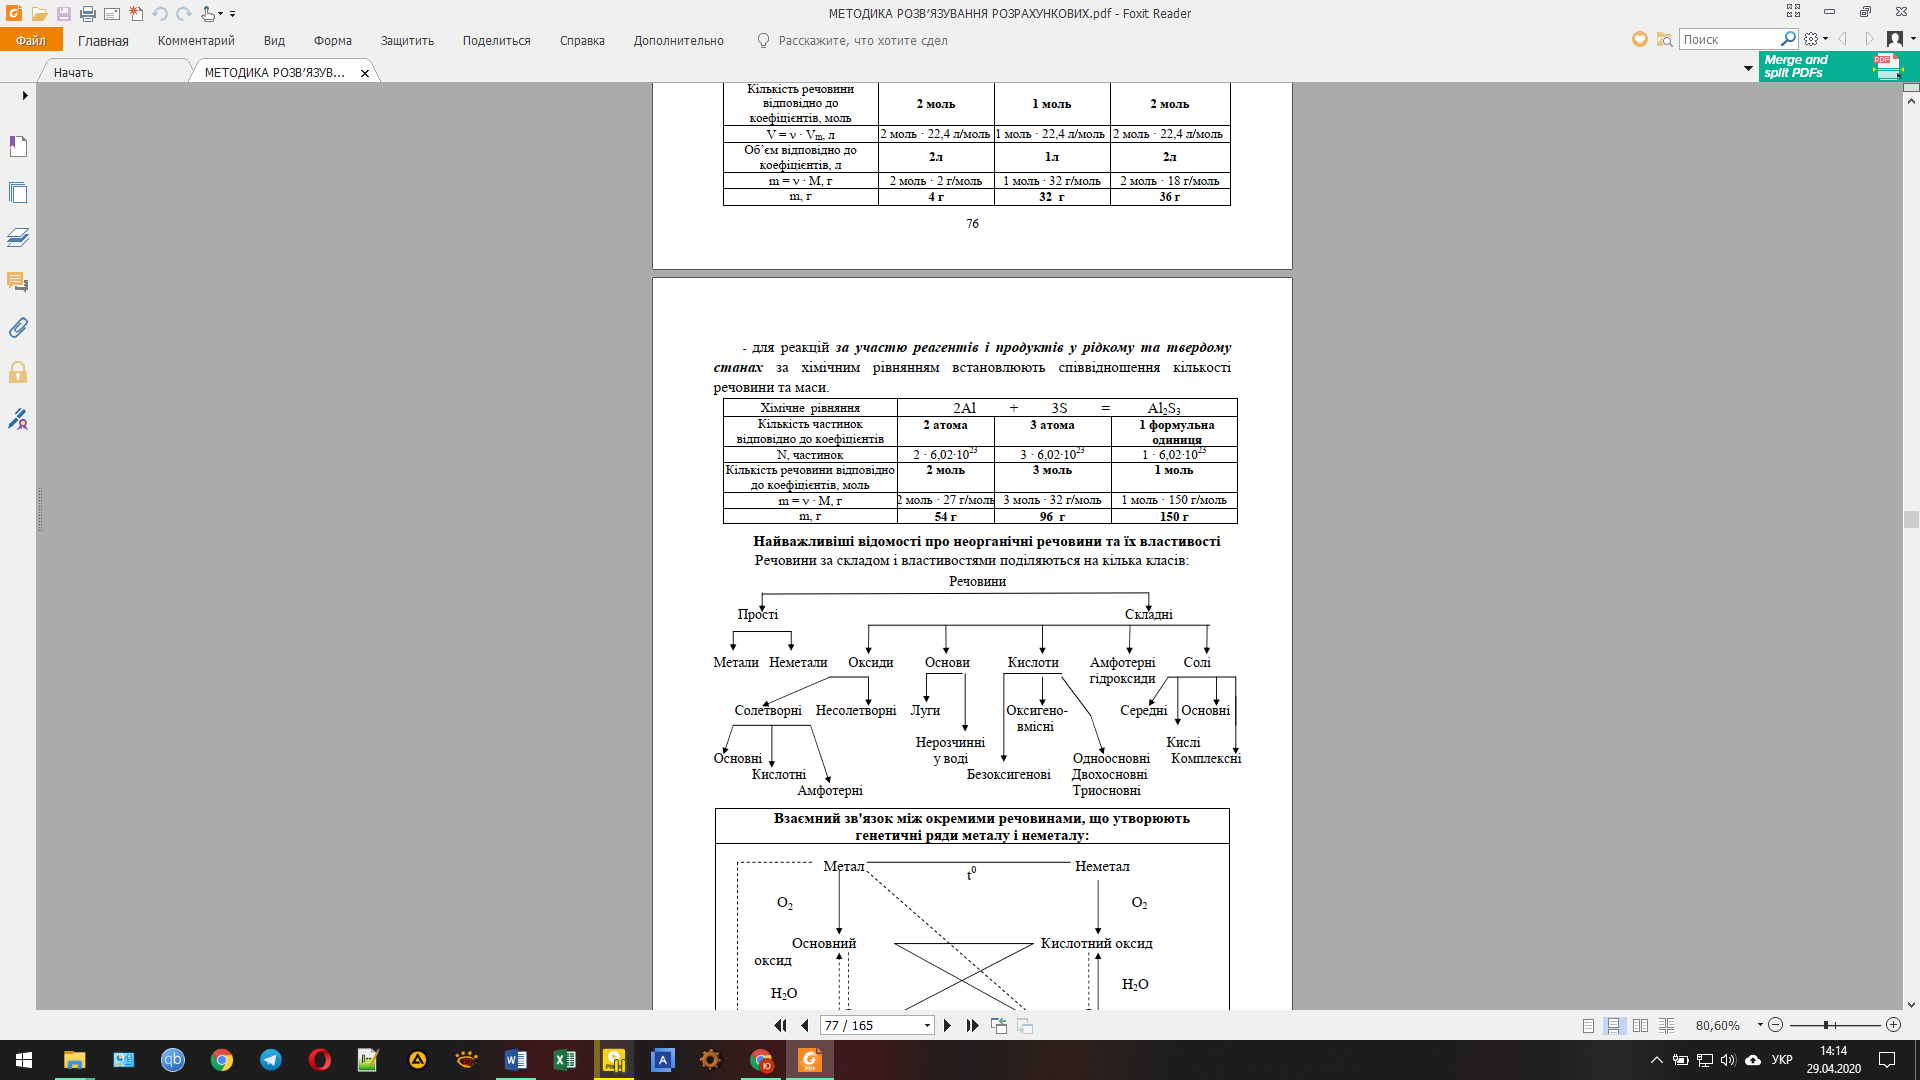 МЕТОДИКА РОЗВ'ЯЗУВАННЯ РОЗРАХУНКОВИХ.pdf - Foxit Reader
Файл Главная Комментарий Вид Форма Защитить Поделиться Справка Дополнительно Расскажите, что хотите сдел Поиск
Начать МЕТОДИКА РОЗВ'ЯЗУВ...
Merge and
split PDFs
PDF
Кількість речовини
відповідно до
коефіцієнтів, моль 2 моль 1 моль 2 моль
V = ν · Vm, л 2 моль · 22,4 л/моль 1 моль · 22,4 л/моль 2 моль · 22,4 л/моль
Об’єм відповідно до
коефіцієнтів, л 2л 1л 2л
m = ν · M, г 2 моль · 2 г/моль 1 моль · 32 г/моль 2 моль · 18 г/моль
m, г 4 г 32 г 36 г
76
- для реакцій за участю реагентів і продуктів у рідкому та твердому
станах за хімічним рівнянням встановлюють співвідношення кількості
речовини та маси.
Хімічне рівняння 2Al + 3S = Al2S3
Кількість частинок
відповідно до коефіцієнтів 2 атома 3 атома 1 формульна
одиниця
N, частинок 2 · 6,02·10²³ 3 · 6,02·10²³ 1 · 6,02·10²³
Кількість речовини відповідно
до коефіцієнтів, моль 2 моль 3 моль 1 моль
m = ν · M, г 2 моль · 27 г/моль 3 моль · 32 г/моль 1 моль · 150 г/моль
m, г 54 г 96 г 150 г
Найважливіші відомості про неорганічні речовини та їх властивості
Речовини за складом і властивостями поділяються на кілька класів:
Речовини
Прості Складні
Метали Неметали Оксиди Основи Кислоти Амфотерні Солі
гідроксиди
Солетворні Несолетворні Луги Оксигено- Середні Основні
вмісні
Нерозчинні Кислі
Основні у воді Одноосновні Комплексні
Кислотні Безоксигенові Двохосновні
Амфотерні Триосновні
Взаємний зв'язок між окремими речовинами, що утворюють
генетичні ряди металу і неметалу:
Метал Неметал
t⁰
O2 O2
Основний Кислотний оксид
оксид
H2O H2O
77 / 165 80,60%
УКР 14:14
29.04.2020